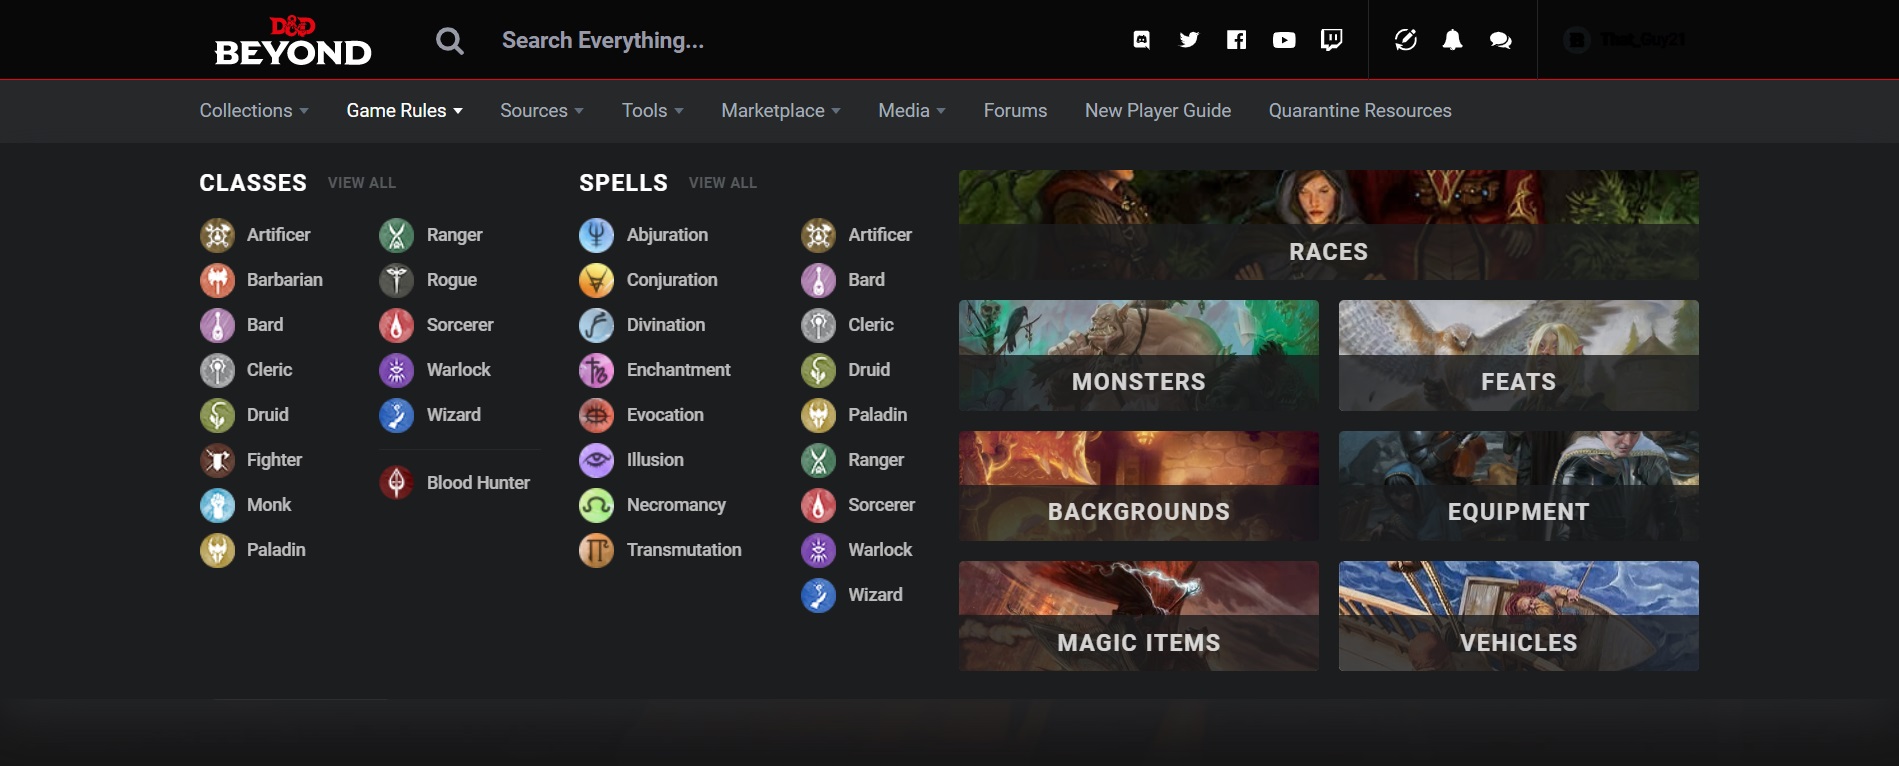 D&D
BEYOND
Search Everything...
That_Guy21
Collections
Game Rules
Sources
Tools
Marketplace
Media
Forums
New Player Guide
Quarantine Resources
CLASSES
VIEW ALL
Artificer
Barbarian
Bard
Cleric
Druid
Fighter
Monk
Paladin
Ranger
Rogue
Sorcerer
Warlock
Wizard
Blood Hunter
SPELLS
VIEW ALL
Abjuration
Conjuration
Divination
Enchantment
Evocation
Illusion
Necromancy
Transmutation
Artificer
Bard
Cleric
Druid
Paladin
Ranger
Sorcerer
Warlock
Wizard
RACES
MONSTERS
FEATS
BACKGROUNDS
EQUIPMENT
MAGIC ITEMS
VEHICLES